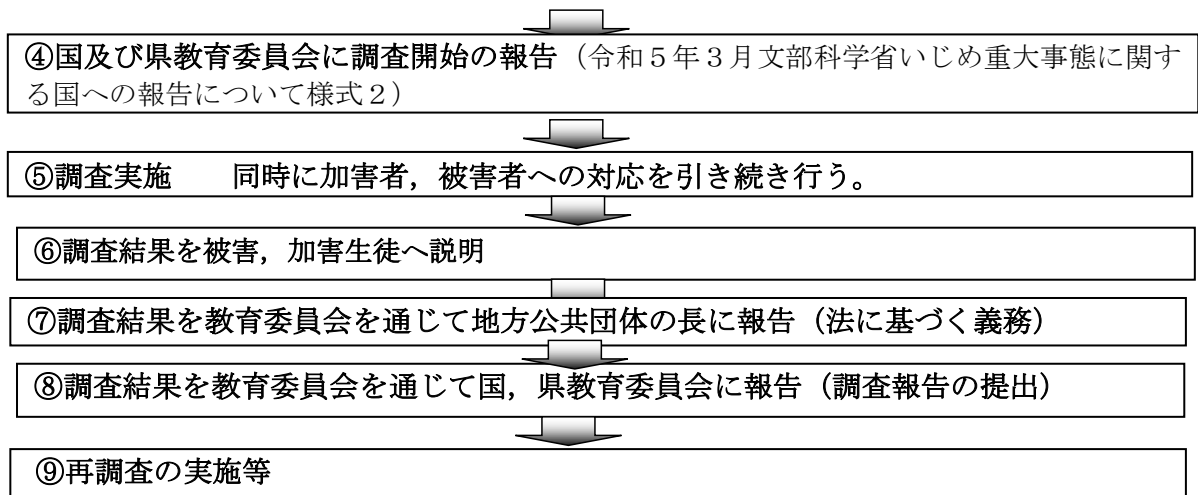 ④国及び県教育委員会に調査開始の報告（令和５年３月文部科学省いじめ重大事態に関す
る国への報告について様式２）
⑤調査実施　　同時に加害者，被害者への対応を引き続き行う。
⑥調査結果を被害，加害生徒へ説明
⑦調査結果を教育委員会を通じて地方公共団体の長に報告（法に基づく義務）
⑧調査結果を教育委員会を通じて国，県教育委員会に報告（調査報告の提出）
⑨再調査の実施等